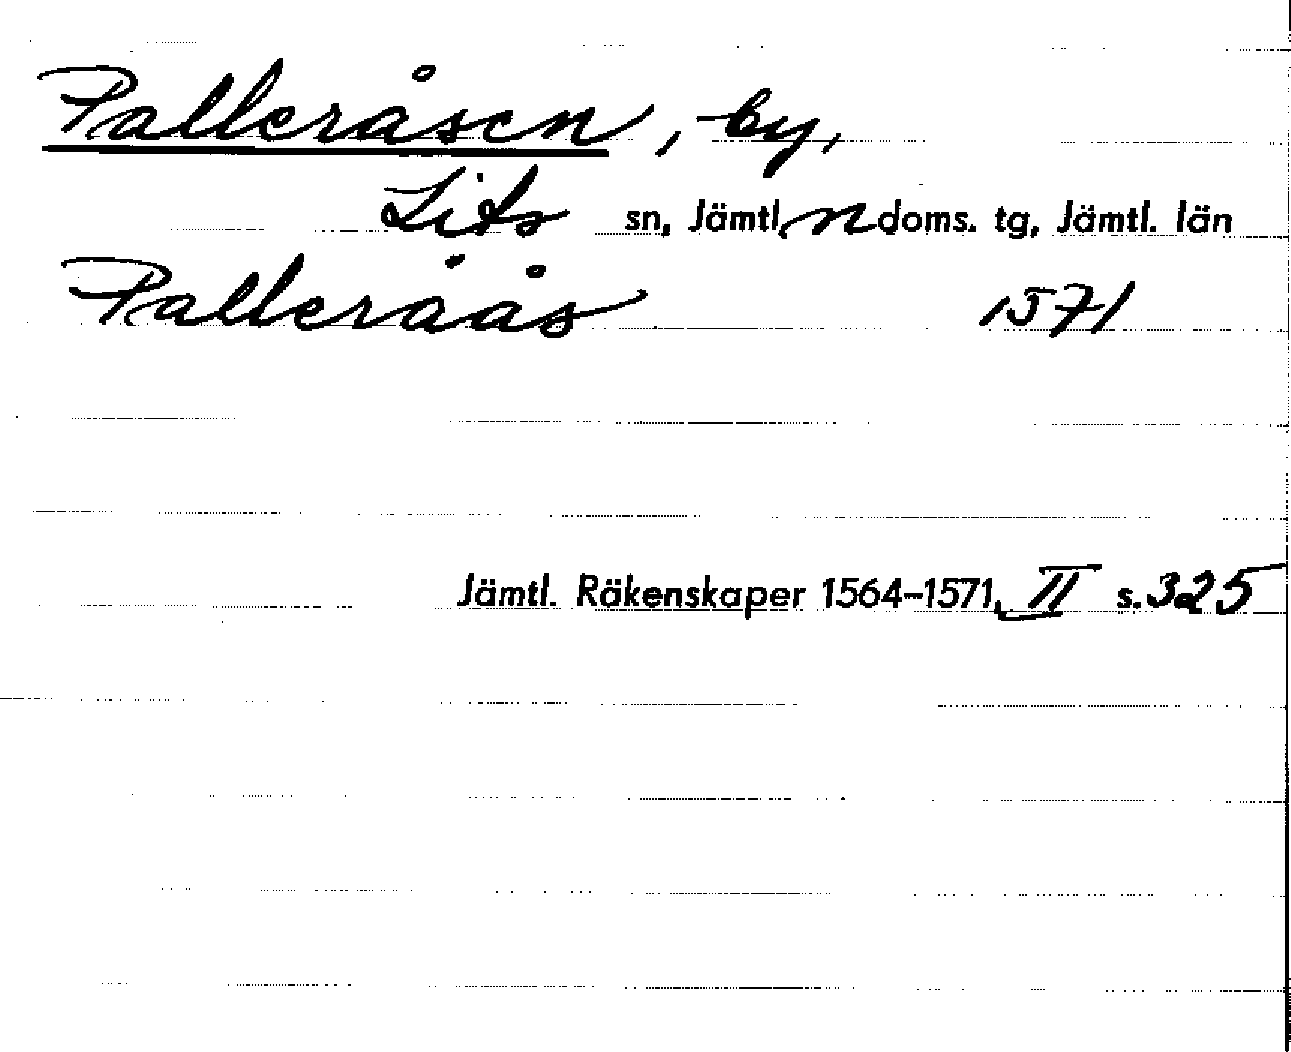 Palleråsen, by,
Lits sn, Jämtl, n doms. tg, Jämtl. län
Palleråås 1571
Jämtl. Räkenskaper 1564-1571, II s. 325